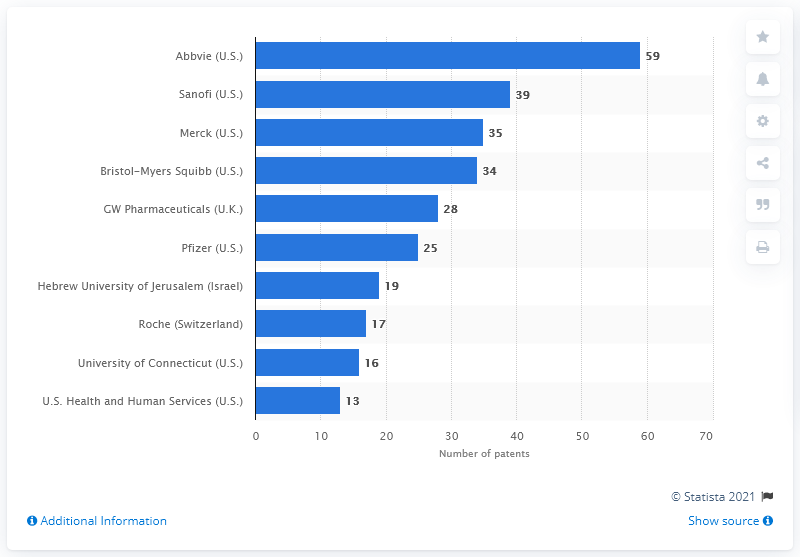 Abbvie (U.S.) 59
Sanofi (U.S.) 39
Merck (U.S.) 35
Bristol-Myers Squibb (U.S.) 34
GW Pharmaceuticals (U.K.) 28
Pfizer (U.S.) 25
Hebrew University of Jerusalem (Israel) 19
Roche (Switzerland) 17
University of Connecticut (U.S.) 16
U.S. Health and Human Services (U.S.) 13
0 10 20 30 40 50 60 70
Number of patents
© Statista 2021
Additional Information Show source